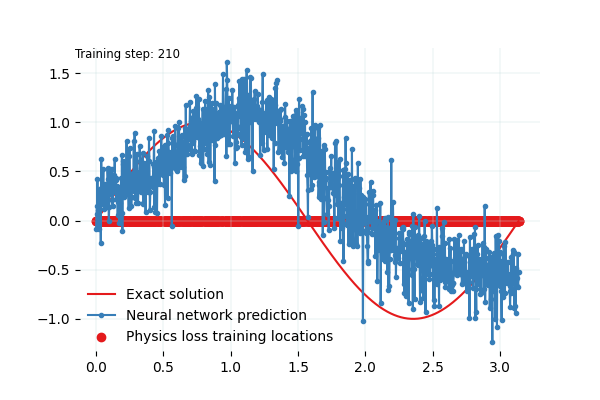 Training step: 210
1.5
1.0
0.5
0.0
−0.5
−1.0
Exact solution
Neural network prediction
Physics loss training locations
0.0 0.5 1.0 1.5 2.0 2.5 3.0